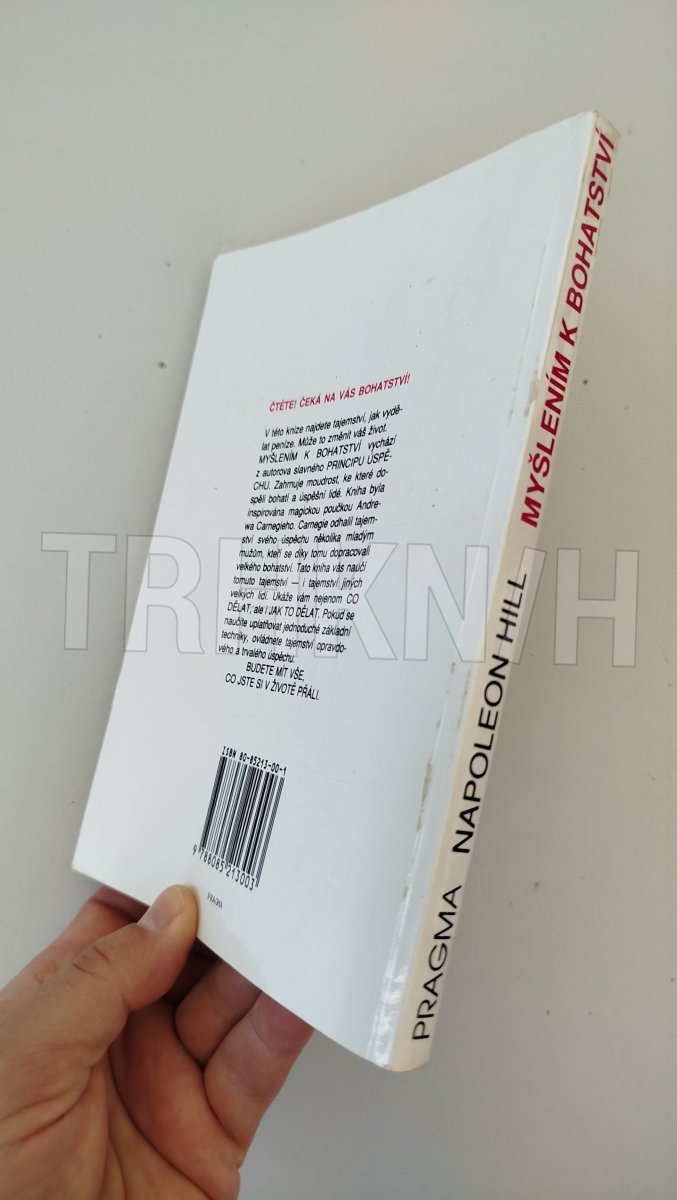 ČTĚTE! ČEKÁ NA VÁS BOHATSTVÍ!
V této knize najdete tajemství, jak vydě-
lat peníze. Může to změnit váš život.
MYŠLENÍM K BOHATSTVÍ vychází
z autorova slavného PRINCIPU ÚSPĚ-
CHU. Zahrnuje moudrost, ke které do-
spěli bohatí a úspěšní lidé. Kniha byla
inspirována magickou poučkou Andre-
wa Carnegieho. Carnegie odhalil tajem-
ství svého úspěchu několika mladým
mužům, kteří se díky tomu dopracovali
velkého bohatství. Tato kniha vás naučí
tomuto tajemství — i tajemství jiných
velkých lidí. Ukáže vám nejenom CO
DĚLAT, ale i JAK TO DĚLAT. Pokud se
naučíte uplatňovat jednoduché základní
techniky, ovládnete tajemství opravdo-
vého a trvalého úspěchu.
BUDETE MÍT VŠE,
CO JSTE SI V ŽIVOTĚ PŘÁLI.
ISBN 80-85213-00-1
9 788085 213003
PRAGMA
PRAGMA NAPOLEON HILL MYŠLENÍM K BOHATSTVÍ